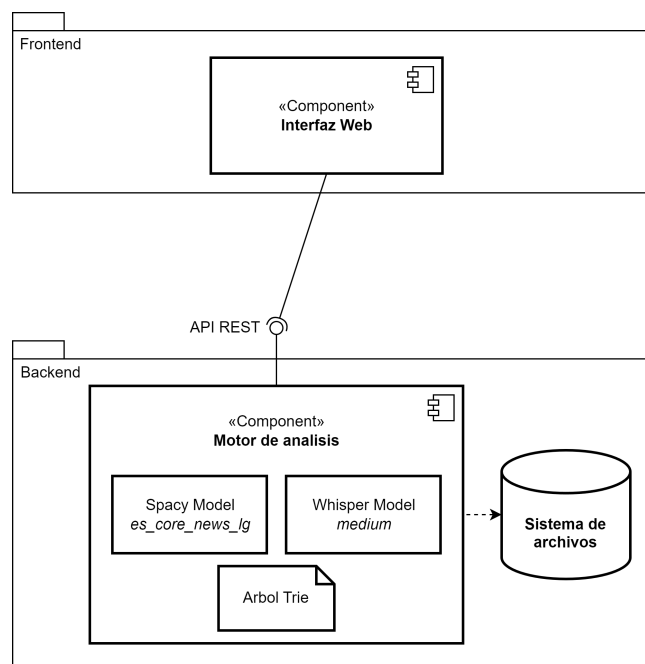 Frontend
«Component»
Interfaz Web
API REST
Backend
«Component»
Motor de analisis
Spacy Model
es_core_news_lg
Whisper Model
medium
Arbol Trie
Sistema de
archivos